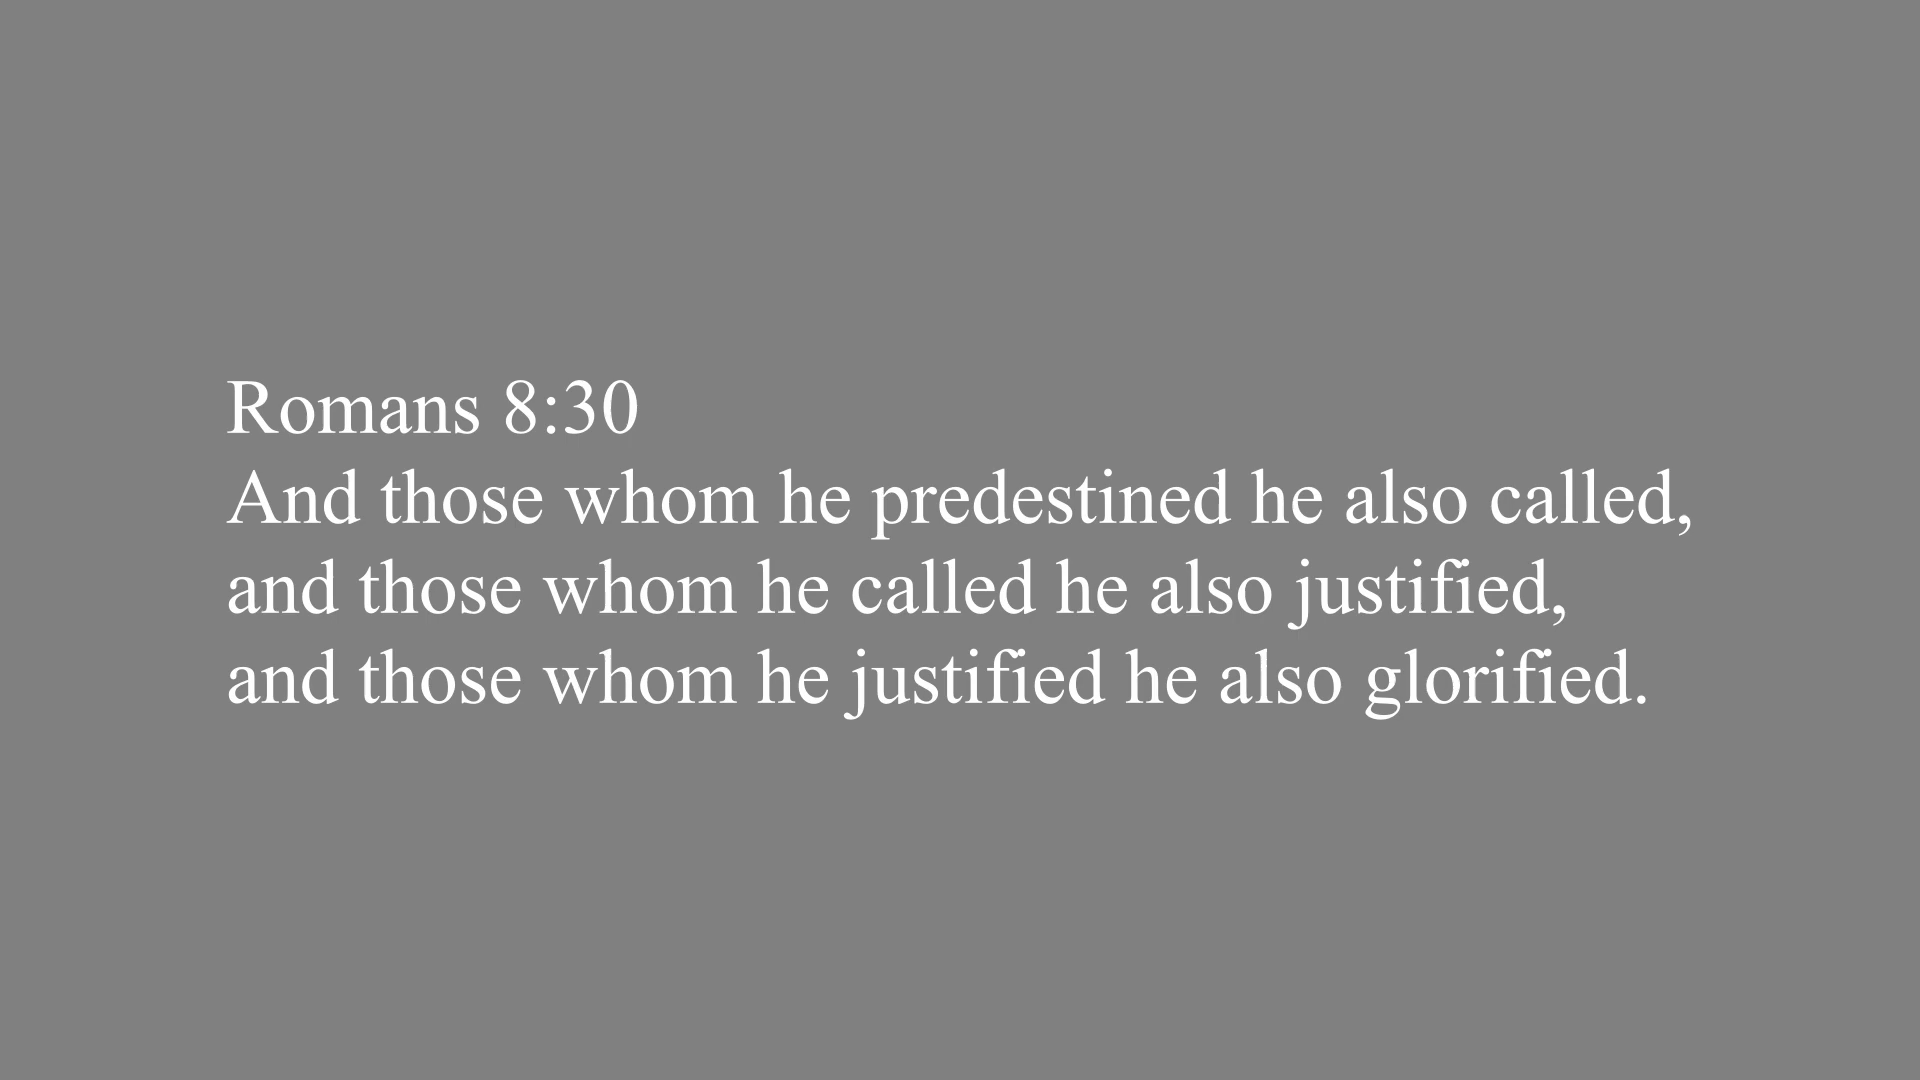 Romans 8:30
And those whom he predestined he also called,
and those whom he called he also justified,
and those whom he justified he also glorified.